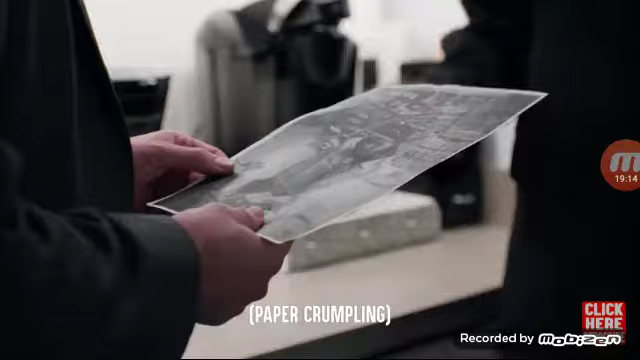 19:14
(PAPER CRUMPLING)
CLICK
HERE
Recorded by mobizen